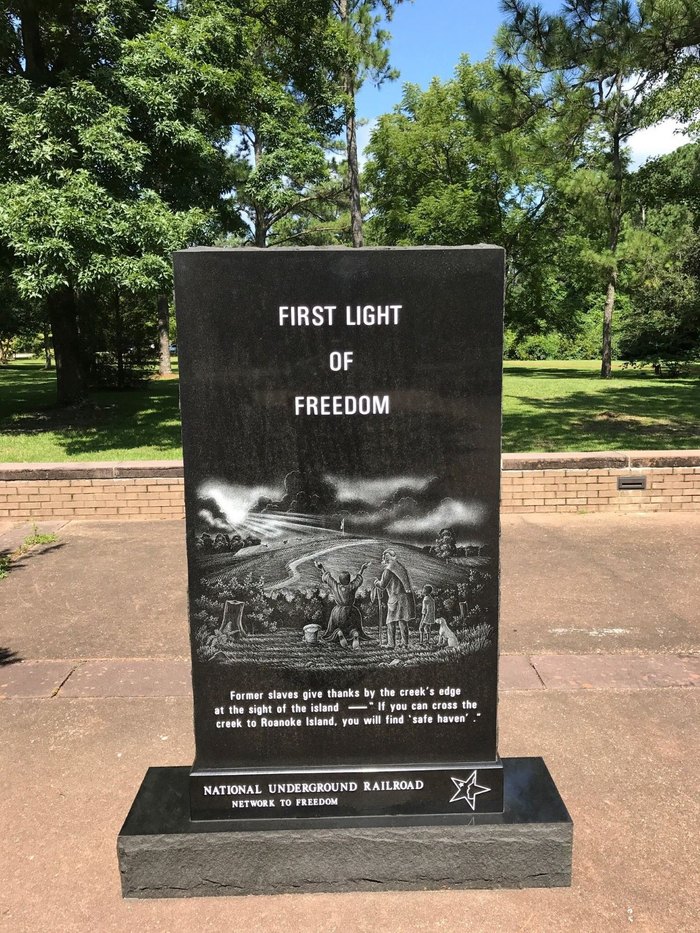 FIRST LIGHT
OF
FREEDOM
Former slaves give thanks by the creek's edge
at the sight of the island —" If you can cross the
creek to Roanoke Island, you will find 'safe haven' ."
NATIONAL UNDERGROUND RAILROAD
NETWORK TO FREEDOM